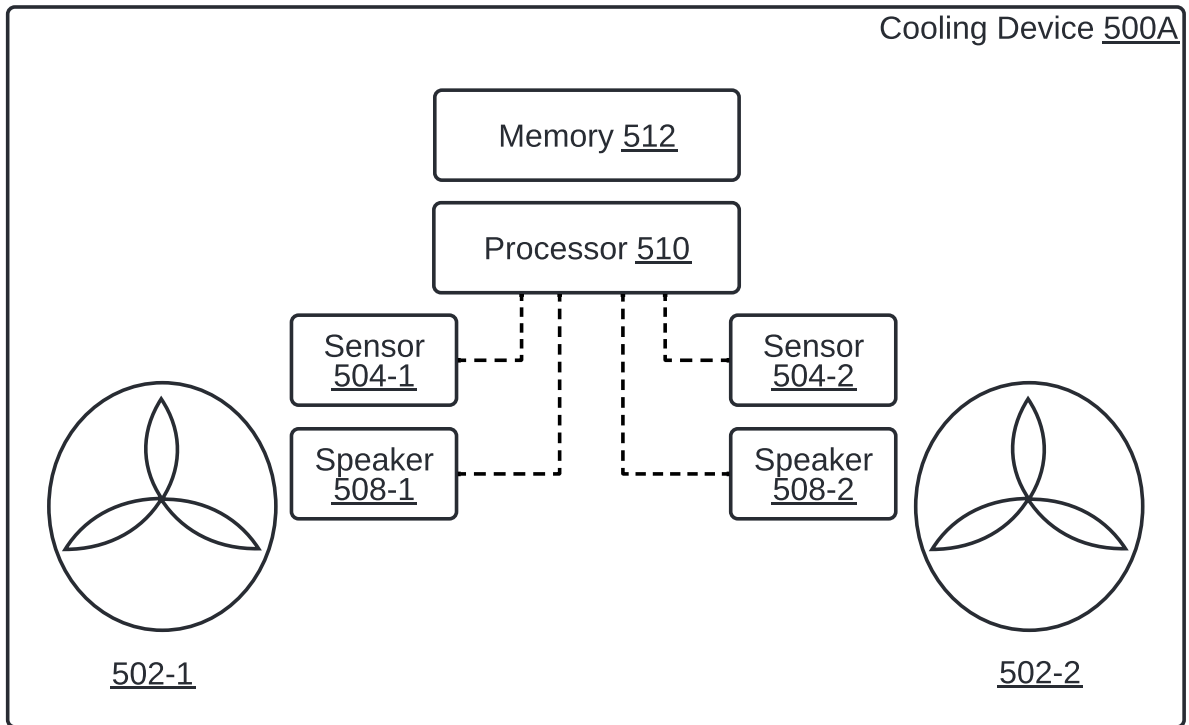 Cooling Device 500A
Memory 512
Processor 510
Sensor
504-1
Sensor
504-2
Speaker
508-1
Speaker
508-2
502-1
502-2